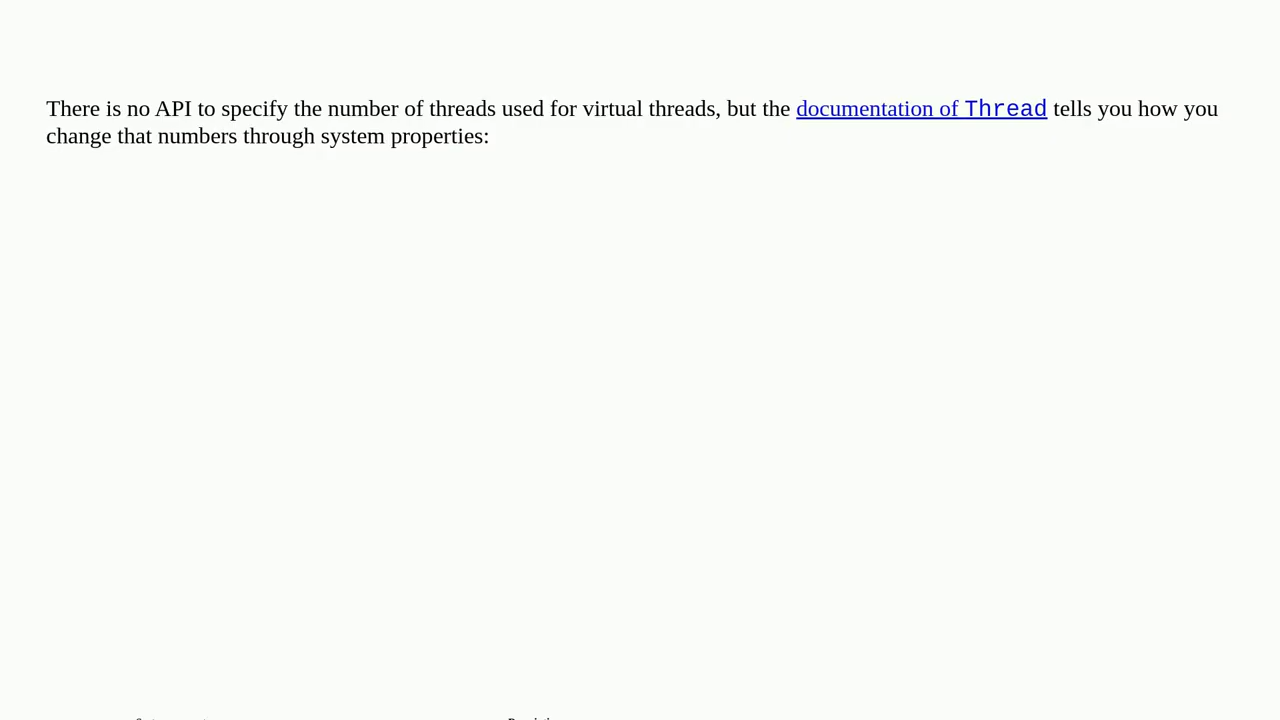 There is no API to specify the number of threads used for virtual threads, but the documentation of Thread tells you how you
change that numbers through system properties: